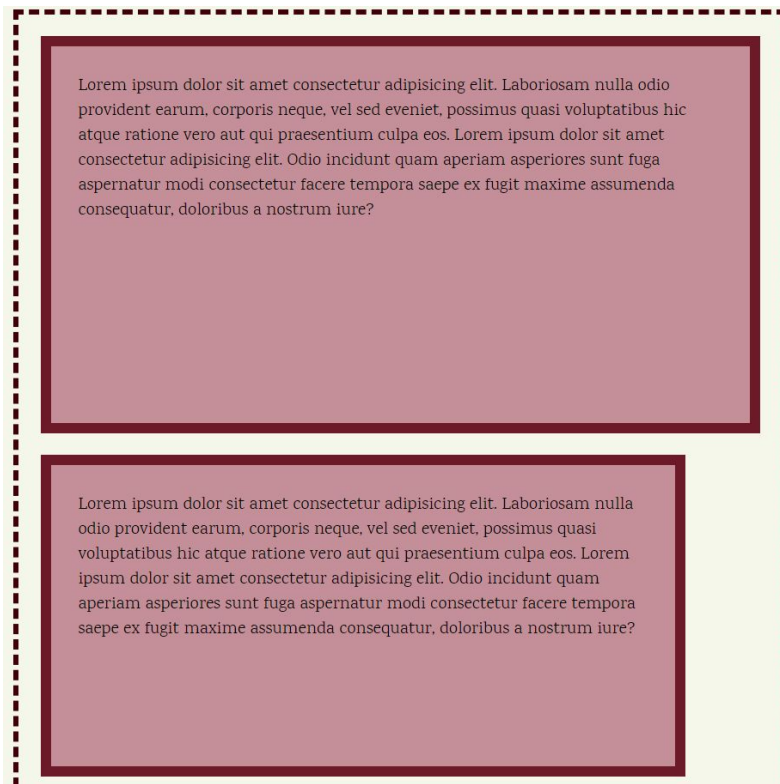 Lorem ipsum dolor sit amet consectetur adipisicing elit. Laboriosam nulla odio
provident earum, corporis neque, vel sed eveniet, possimus quasi voluptatibus hic
atque ratione vero aut qui praesentium culpa eos. Lorem ipsum dolor sit amet
consectetur adipisicing elit. Odio incidunt quam aperiam asperiores sunt fuga
aspernatur modi consectetur facere tempora saepe ex fugit maxime assumenda
consequatur, doloribus a nostrum iure?
Lorem ipsum dolor sit amet consectetur adipisicing elit. Laboriosam nulla
odio provident earum, corporis neque, vel sed eveniet, possimus quasi
voluptatibus hic atque ratione vero aut qui praesentium culpa eos. Lorem
ipsum dolor sit amet consectetur adipisicing elit. Odio incidunt quam
aperiam asperiores sunt fuga aspernatur modi consectetur facere tempora
saepe ex fugit maxime assumenda consequatur, doloribus a nostrum iure?